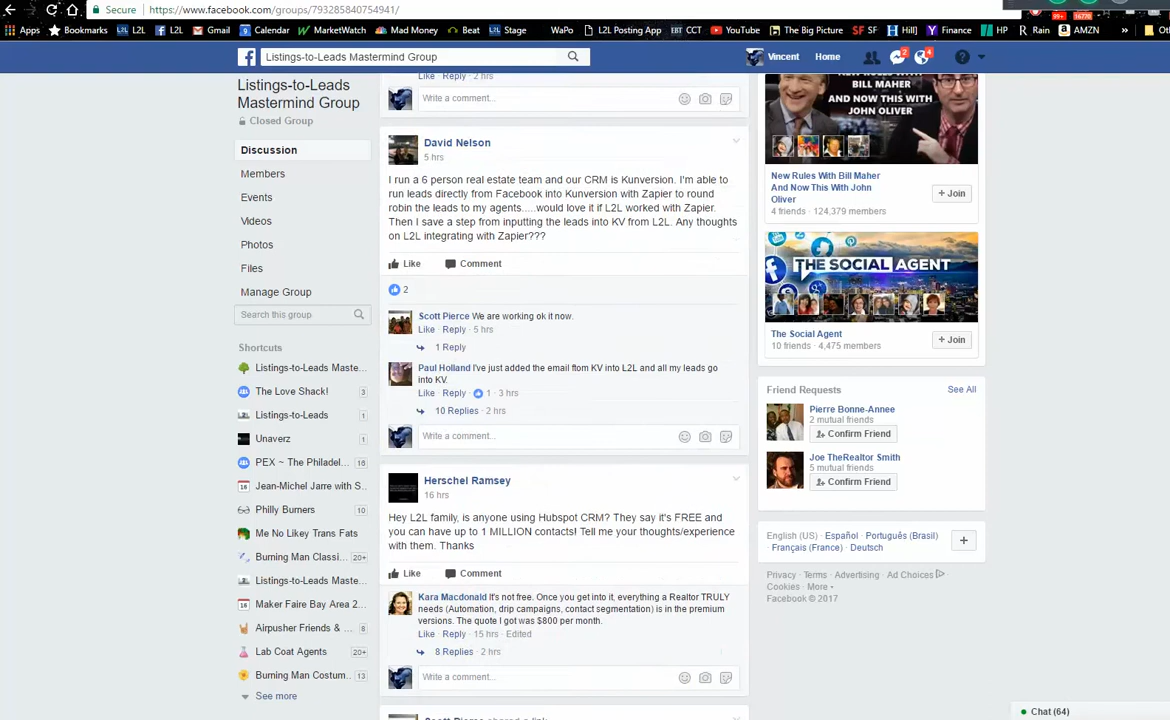 Secure https://www.facebook.com/groups/793285840754941/
99+ 16770
Apps Bookmarks L2L L2L Gmail Calendar MarketWatch Mad Money Beat Stage WaPo L2L Posting App EBT CCT YouTube The Big Picture SF SF Hill] Finance HP Rain AMZN »
Listings-to-Leads Mastermind Group Vincent Home 2 4
Listings-to-Leads
Mastermind Group
Closed Group
Discussion
Members
Events
Videos
Photos
Files
Manage Group
Search this group
Shortcuts
Listings-to-Leads Maste...
The Love Shack! 3
Listings-to-Leads 1
Unaverz 1
PEX ~ The Philadel... 16
Jean-Michel Jarre with S...
Philly Burners
Me No Likey Trans Fats
Burning Man Classi... 20+
Listings-to-Leads Maste...
Maker Faire Bay Area 2...
Airpusher Friends & ... 6
Lab Coat Agents 20+
Burning Man Costum... 13
See more
Like · Reply · 2 hrs
Write a comment...
David Nelson
5 hrs
I run a 6 person real estate team and our CRM is Kunversion. I'm able to
run leads directly from Facebook into Kunversion with Zapier to round
robin the leads to my agents.....would love it if L2L worked with Zapier.
Then I save a step from inputting the leads into KV from L2L. Any thoughts
on L2L integrating with Zapier???
Like Comment
2
Scott Pierce We are working ok it now.
Like · Reply · 5 hrs
1 Reply
Paul Holland I've just added the email ftom KV into L2L and all my leads go
into KV.
Like · Reply · 1 · 3 hrs
10 Replies · 2 hrs
Write a comment...
Herschel Ramsey
16 hrs
Hey L2L family, is anyone using Hubspot CRM? They say it's FREE and
you can have up to 1 MILLION contacts! Tell me your thoughts/experience
with them. Thanks
Like Comment
Kara Macdonald It's not free. Once you get into it, everything a Realtor TRULY
needs (Automation, drip campaigns, contact segmentation) is in the premium
versions. The quote I got was $800 per month.
Like · Reply · 15 hrs · Edited
8 Replies · 2 hrs
Write a comment...
BILL MAHER
AND NOW THIS WITH
JOHN OLIVER
New Rules With Bill Maher
And Now This With John
Oliver
4 friends · 124,379 members
+ Join
THE SOCIAL AGENT
The Social Agent
10 friends · 4,475 members
+ Join
Friend Requests See All
Pierre Bonne-Annee
2 mutual friends
Confirm Friend
Joe TheRealtor Smith
5 mutual friends
Confirm Friend
English (US) · Español · Português (Brasil)
· Français (France) · Deutsch
Privacy · Terms · Advertising · Ad Choices
Cookies · More
Facebook © 2017
Chat (64)